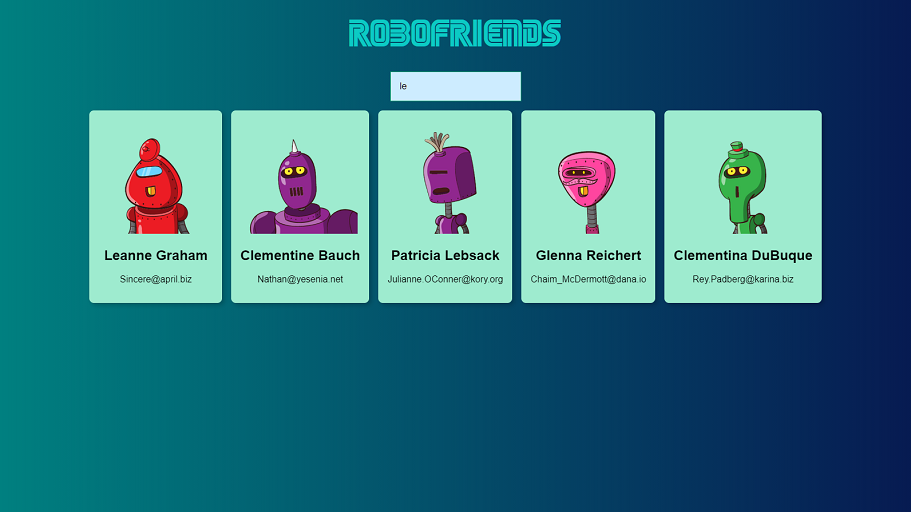 ROBOFRIENDS
le
Leanne Graham
Sincere@april.biz
Clementine Bauch
Nathan@yesenia.net
Patricia Lebsack
Julianne.OConner@kory.org
Glenna Reichert
Chaim_McDermott@dana.io
Clementina DuBuque
Rey.Padberg@karina.biz